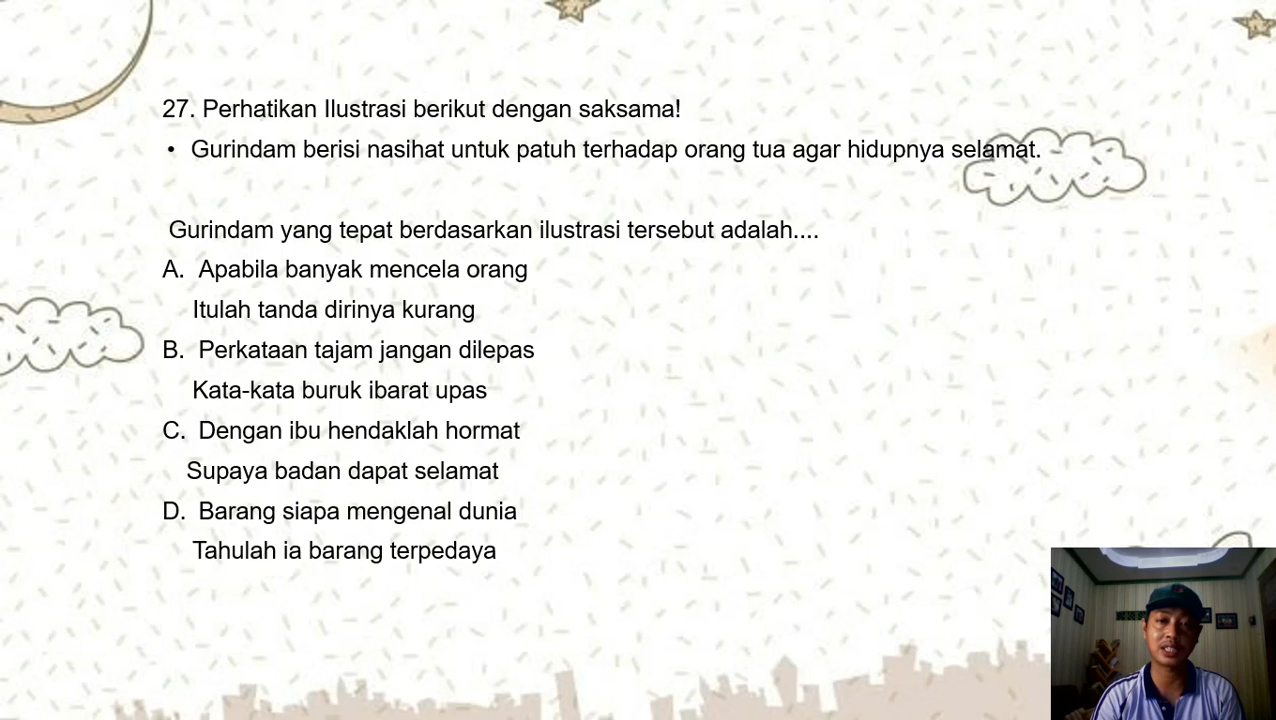 27. Perhatikan Ilustrasi berikut dengan saksama!
• Gurindam berisi nasihat untuk patuh terhadap orang tua agar hidupnya selamat.
Gurindam yang tepat berdasarkan ilustrasi tersebut adalah....
A. Apabila banyak mencela orang
Itulah tanda dirinya kurang
B. Perkataan tajam jangan dilepas
Kata-kata buruk ibarat upas
C. Dengan ibu hendaklah hormat
Supaya badan dapat selamat
D. Barang siapa mengenal dunia
Tahulah ia barang terpedaya